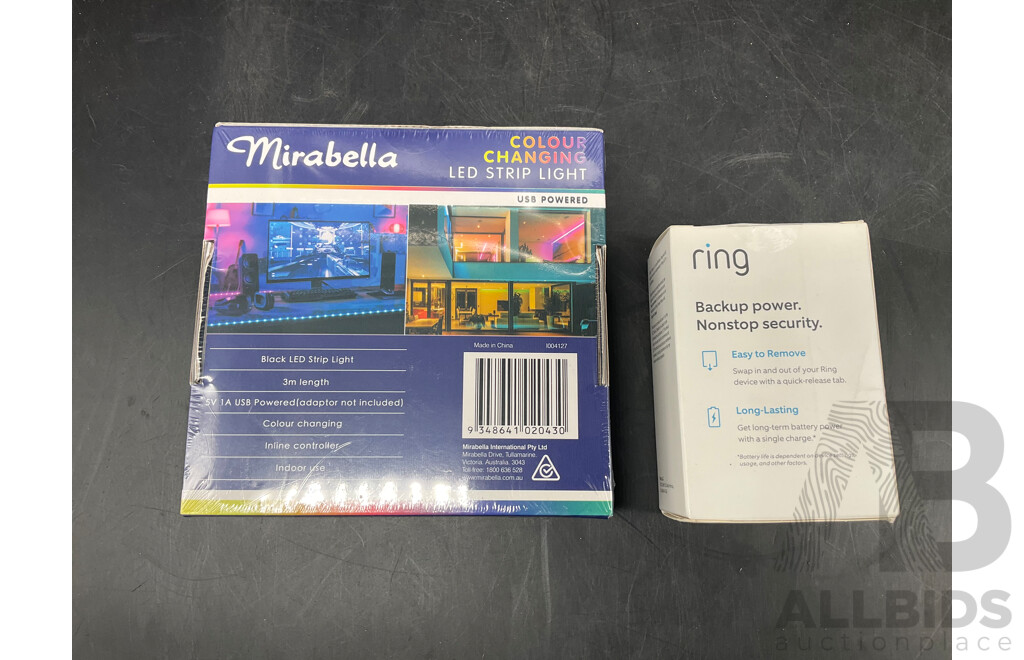 Mirabella
COLOUR
CHANGING
LED STRIP LIGHT
USB POWERED
Made in China
I004127
Black LED Strip Light
3m length
5V 1A USB Powered(adaptor not included)
Colour changing
Inline controller
Indoor use
9 348641 020430
Mirabella International Pty Ltd
Mirabella Drive, Tullamarine,
Victoria, Australia, 3043
Toll-free: 1800 636 528
www.mirabella.com.au
ring
Backup power.
Nonstop security.
Easy to Remove
Swap in and out of your Ring
device with a quick-release tab.
Long-Lasting
Get long-term battery power
with a single charge.*
*Battery life is dependent on device settings,
usage, and other factors.
AB
ALLBIDS
auctionplace